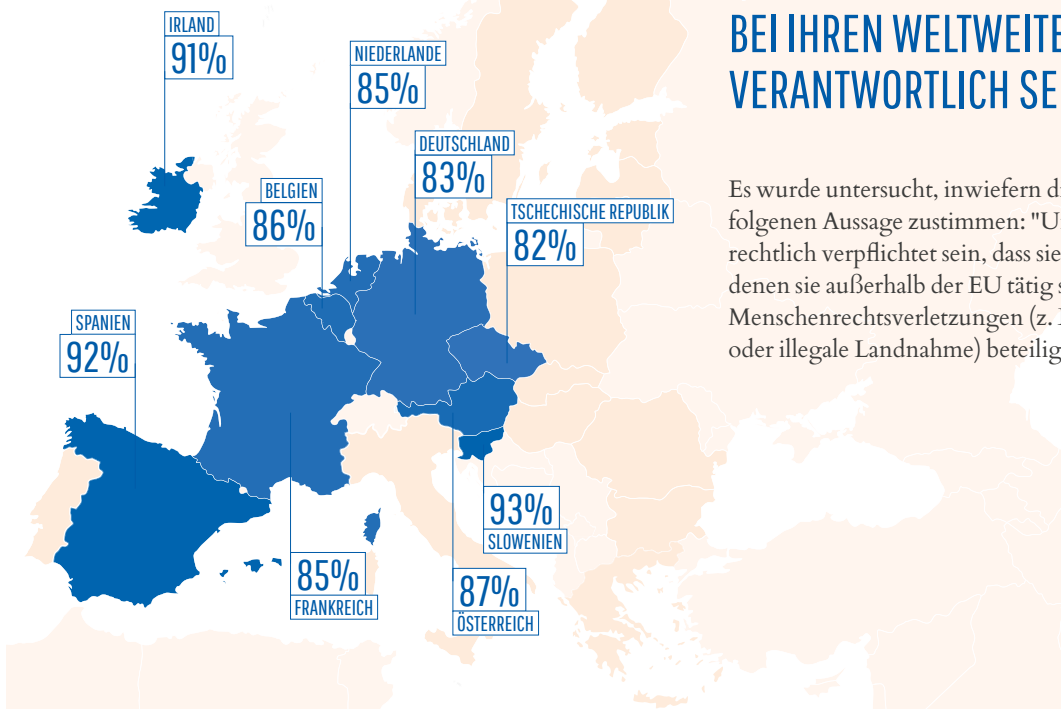 IRLAND
91%
NIEDERLANDE
85%
DEUTSCHLAND
83%
BELGIEN
86%
TSCHECHISCHE REPUBLIK
82%
SPANIEN
92%
93%
SLOWENIEN
85%
FRANKREICH
87%
ÖSTERREICH
BEI IHREN WELTWEITE
VERANTWORTLICH SE
Es wurde untersucht, inwiefern d
folgenen Aussage zustimmen: "U
rechtlich verpflichtet sein, dass sie
denen sie außerhalb der EU tätig s
Menschenrechtsverletzungen (z.
oder illegale Landnahme) beteilig